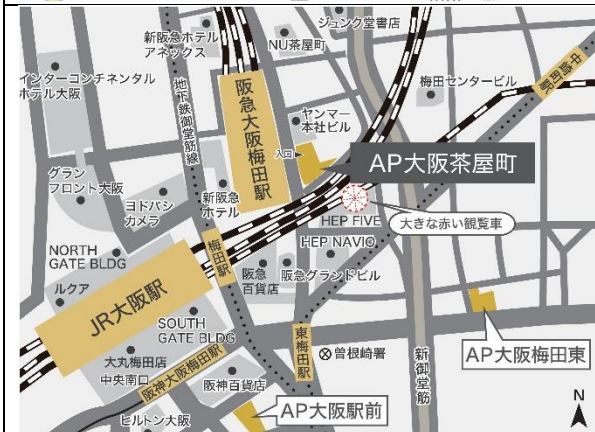 ジュンク堂書店
新阪急ホテル
アネックス
NU茶屋町
中崎町駅
インターコンチネンタル
ホテル大阪
地下鉄御堂筋線
阪急大阪梅田駅
梅田センタービル
ヤンマー
本社ビル
入口
AP大阪茶屋町
グラン
フロント大阪
ヨドバシ
カメラ
新阪急
ホテル
HEP FIVE
大きな赤い観覧車
梅田駅
HEP NAVIO
NORTH
GATE BLDG
阪急
百貨店
阪急グランドビル
ルクア
JR大阪駅
SOUTH
GATE BLDG
東梅田駅
曽根崎署
新御堂筋
AP大阪梅田東
大丸梅田店
中央南口
阪神大阪梅田駅
阪神百貨店
AP大阪駅前
ヒルトン大阪
N